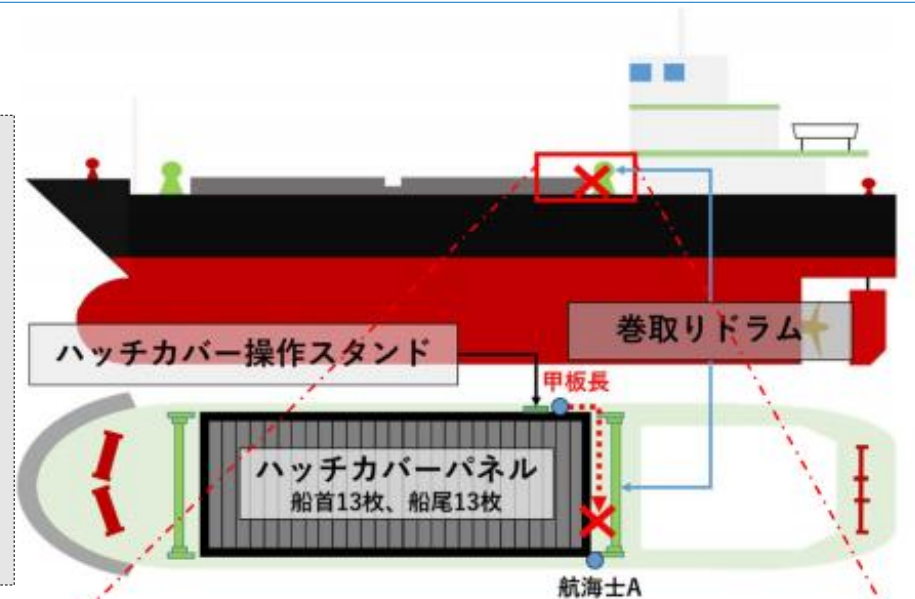 ハッチカバー操作スタンド
巻取りドラム
甲板長
ハッチカバーパネル
船首13枚、船尾13枚
航海士A